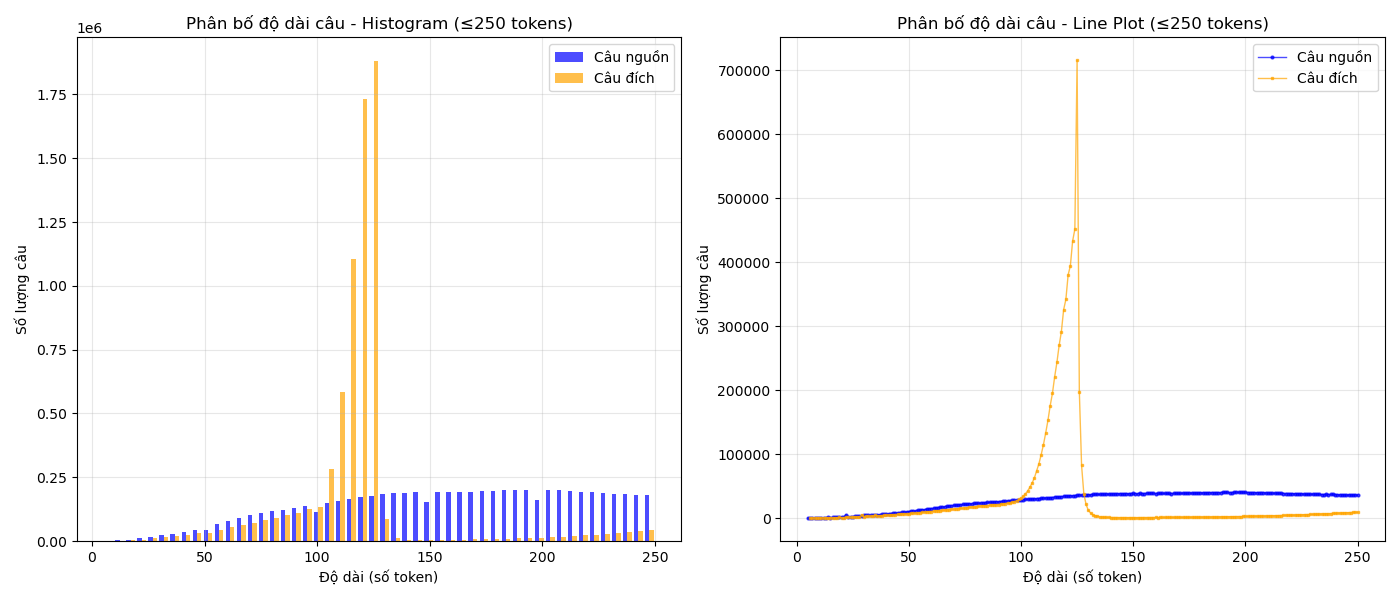 Phân bố độ dài câu - Histogram (≤250 tokens)
1e6
Câu nguồn
Câu đích
1.75
1.50
1.25
1.00
0.75
0.50
0.25
0.00
Số lượng câu
0 50 100 150 200 250
Độ dài (số token)
Phân bố độ dài câu - Line Plot (≤250 tokens)
Câu nguồn
Câu đích
700000
600000
500000
400000
300000
200000
100000
0
Số lượng câu
0 50 100 150 200 250
Độ dài (số token)